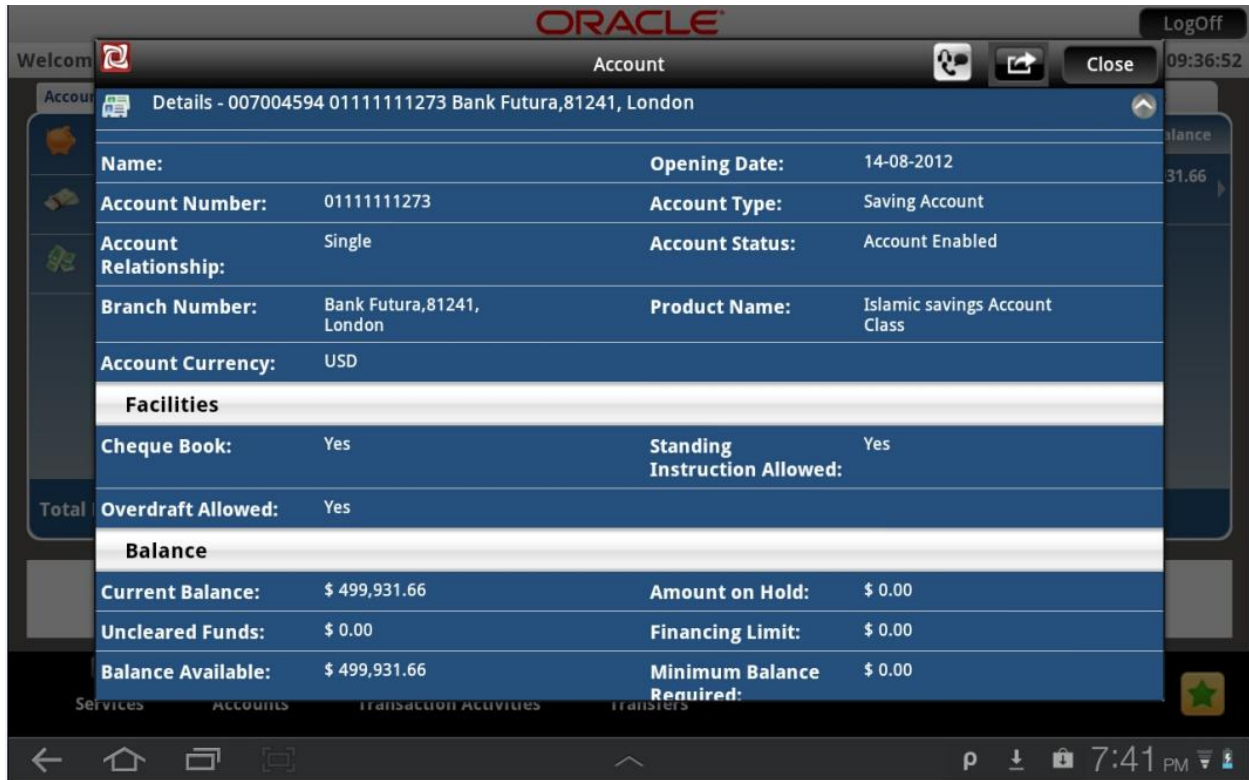 ORACLE
LogOff
Welcom
Account
Close
09:36:52
Accou
Details - 007004594 01111111273 Bank Futura,81241, London
alance
Name:
Opening Date:
14-08-2012
31.66
Account Number:
01111111273
Account Type:
Saving Account
Account
Relationship:
Single
Account Status:
Account Enabled
Branch Number:
Bank Futura,81241,
London
Product Name:
Islamic savings Account
Class
Account Currency:
USD
Facilities
Cheque Book:
Yes
Standing
Instruction Allowed:
Yes
Total
Overdraft Allowed:
Yes
Balance
Current Balance:
$ 499,931.66
Amount on Hold:
$ 0.00
Uncleared Funds:
$ 0.00
Financing Limit:
$ 0.00
Balance Available:
$ 499,931.66
Minimum Balance
Required:
$ 0.00
Services
Accounts
Transaction Activities
Transfers
7:41 PM